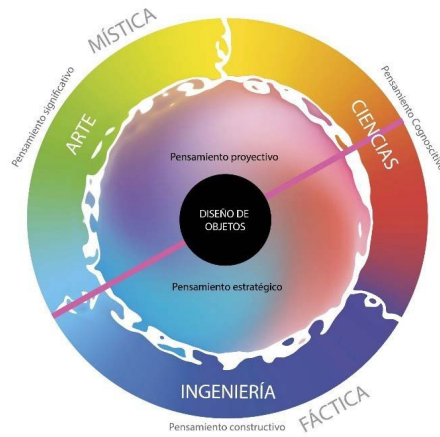 MÍSTICA
Pensamiento significativo
ARTE
Pensamiento Cognoscitivo
CIENCIAS
Pensamiento proyectivo
DISEÑO DE
OBJETOS
Pensamiento estratégico
INGENIERÍA
FÁCTICA
Pensamiento constructivo